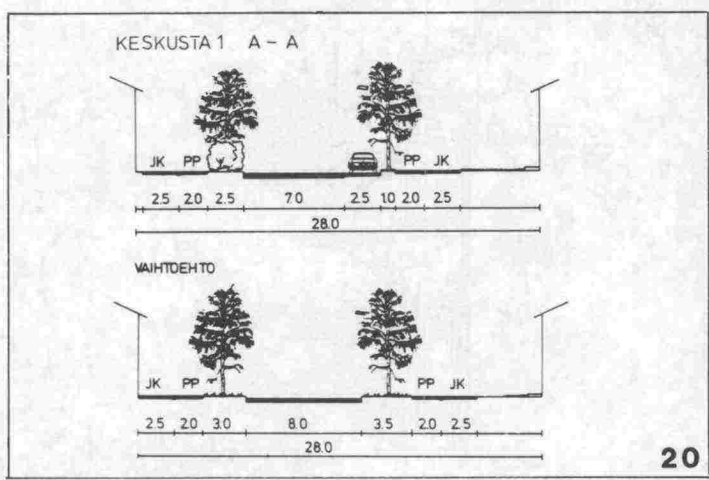 KESKUSTA 1 A - A
JK PP PP JK
2.5 2.0 2.5 7.0 2.5 1.0 2.0 2.5
28.0
VAIHTOEHTO
JK PP PP JK
2.5 2.0 3.0 8.0 3.5 2.0 2.5
28.0
20